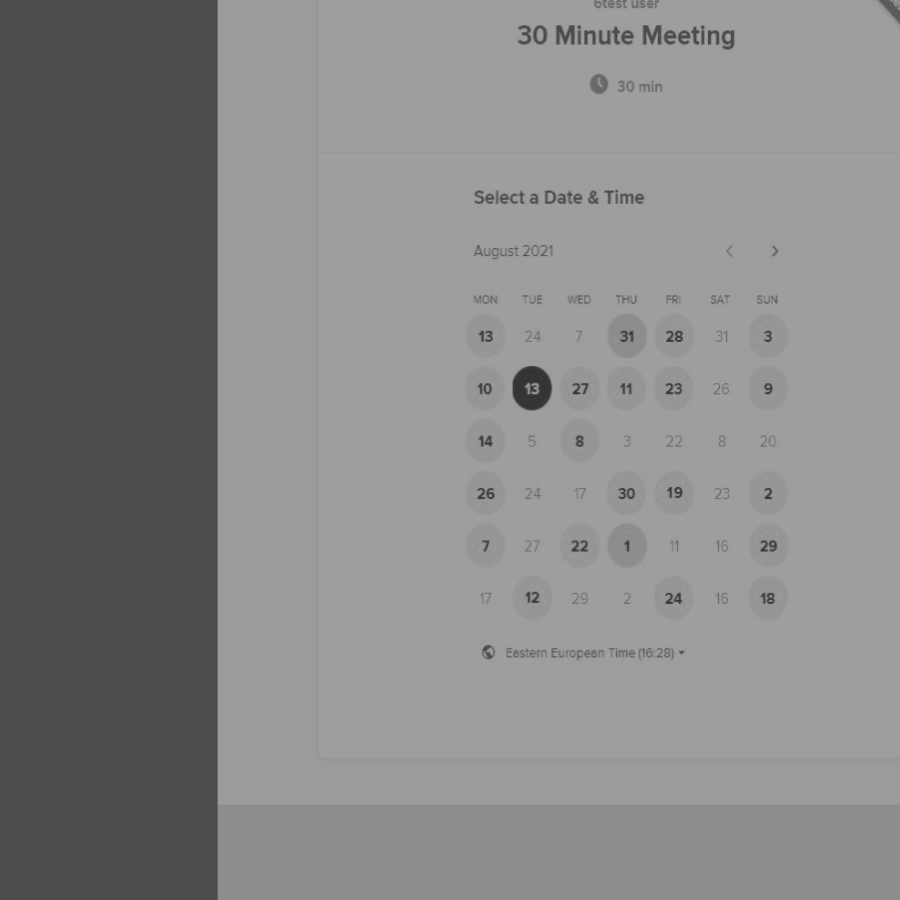 6test user
30 Minute Meeting
30 min
Select a Date & Time
August 2021
MON TUE WED THU FRI SAT SUN
13 24 7 31 28 31 3
10 13 27 11 23 26 9
14 5 8 3 22 8 20
26 24 17 30 19 23 2
7 27 22 1 11 16 29
17 12 29 2 24 16 18
Eastern European Time (16:28)